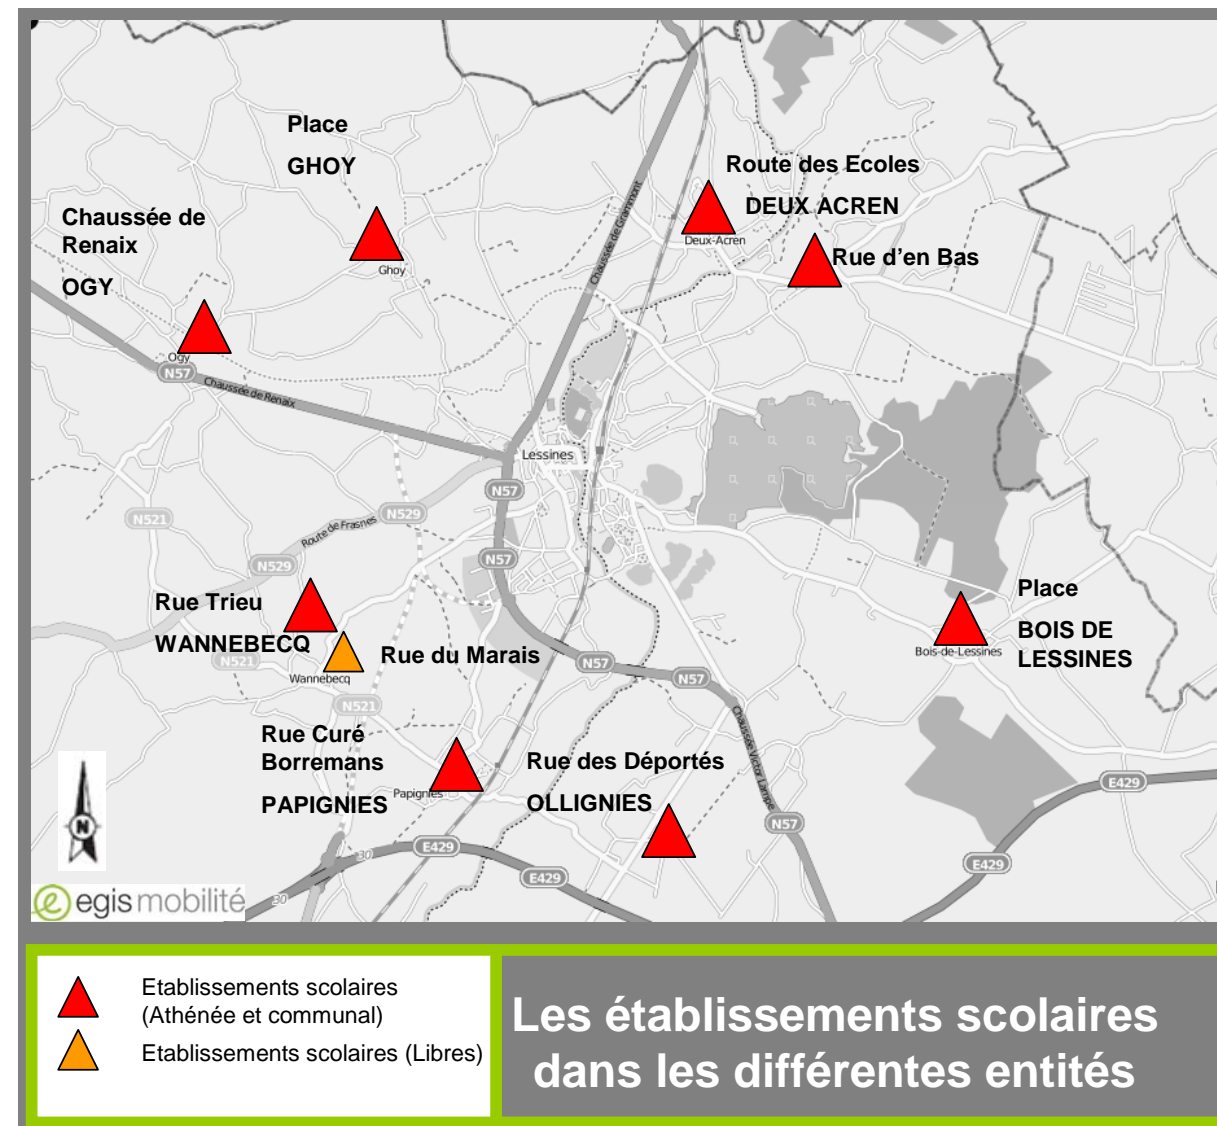 Place
GHOY
Route des Ecoles
DEUX ACREN
Chaussée de
Renaix
OGY
Rue d'en Bas
Chaussée de Grammont
Deux-Acren
Ghoy
Ogy
N57
Chaussée de Renaix
Lessines
N57
N521
Route de Frasnes
N529
N57
N529
Rue Trieu
WANNEBECQ
N521
Wannebecq
Rue du Marais
N57
N57
Place
BOIS DE
LESSINES
Bois-de-Lessines
N521
Chaussée Victor Lampe
Rue Curé
Borremans
PAPIGNIES
Papignies
Rue des Déportés
OLLIGNIES
E429
N57
N
30
E429
E429
E429
30
egis mobilité
Etablissements scolaires
(Athénée et communal)
Etablissements scolaires (Libres)
Les établissements scolaires
dans les différentes entités